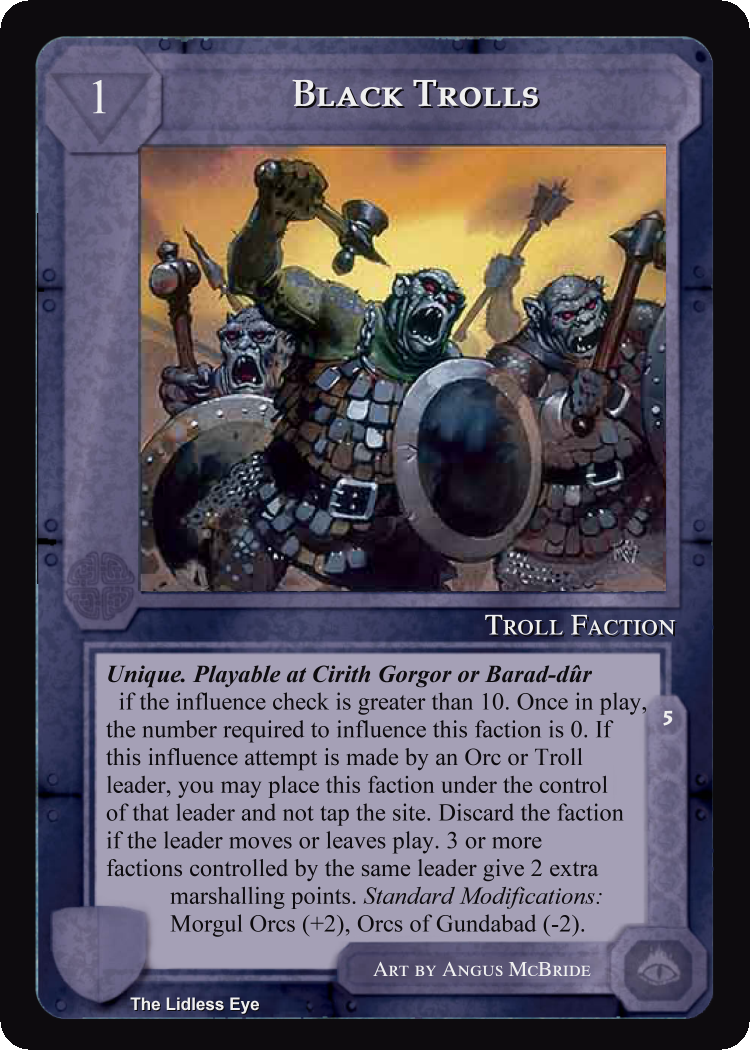 1
Black Trolls
Troll Faction
Unique. Playable at Cirith Gorgor or Barad-dûr
if the influence check is greater than 10. Once in play,
the number required to influence this faction is 0. If
this influence attempt is made by an Orc or Troll
leader, you may place this faction under the control
of that leader and not tap the site. Discard the faction
if the leader moves or leaves play. 3 or more
factions controlled by the same leader give 2 extra
marshalling points. Standard Modifications:
Morgul Orcs (+2), Orcs of Gundabad (-2).
5
Art by Angus McBride
The Lidless Eye